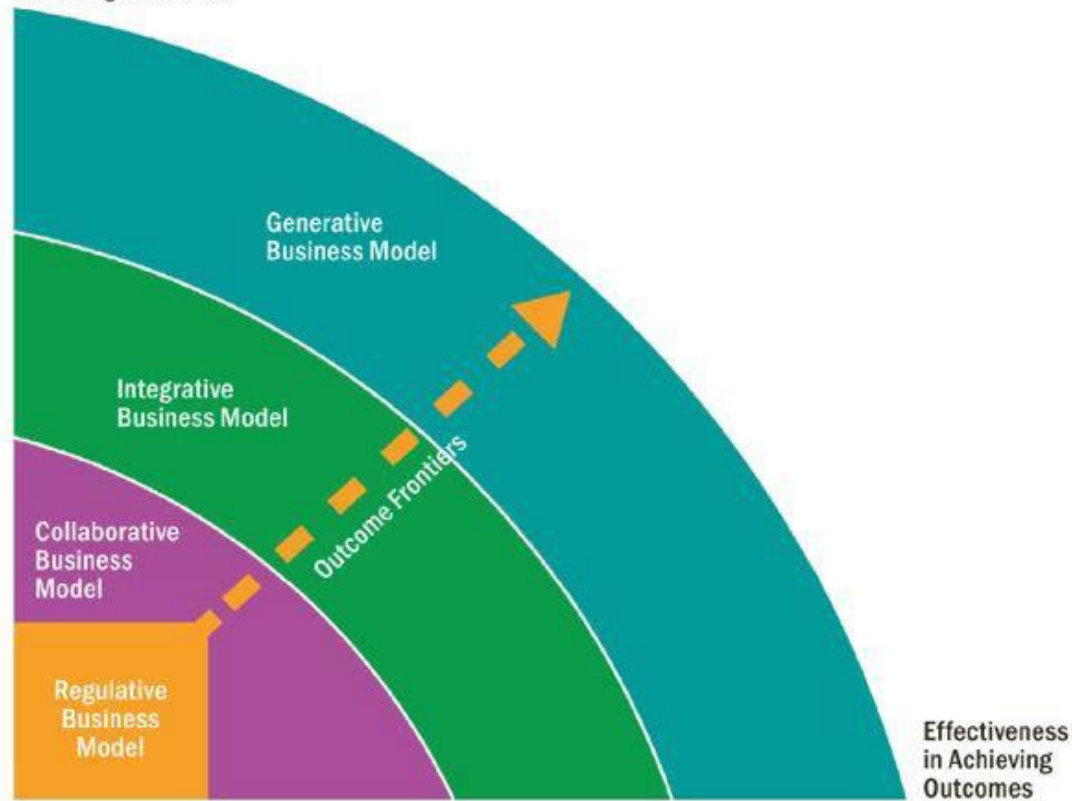 Generative
Business Model
Integrative
Business Model
Outcome Frontiers
Collaborative
Business
Model
Regulative
Business
Model
Effectiveness
in Achieving
Outcomes